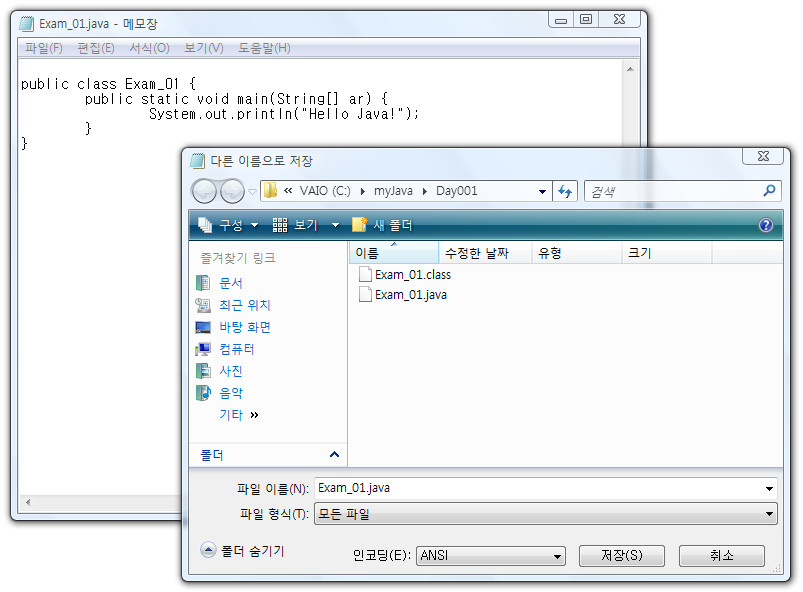 Exam_01.java - 메모장
파일(F) 편집(E) 서식(O) 보기(V) 도움말(H)
public class Exam_01 {
public static void main(String[] ar) {
System.out.println("Hello Java!");
}
}
다른 이름으로 저장
« VAIO (C:) myJava Day001
검색
구성 보기 새 폴더
즐겨찾기 링크
문서
최근 위치
바탕 화면
컴퓨터
사진
음악
기타 »
폴더
이름 수정한 날짜 유형 크기
Exam_01.class
Exam_01.java
파일 이름(N): Exam_01.java
파일 형식(T): 모든 파일
폴더 숨기기 인코딩(E): ANSI 저장(S) 취소